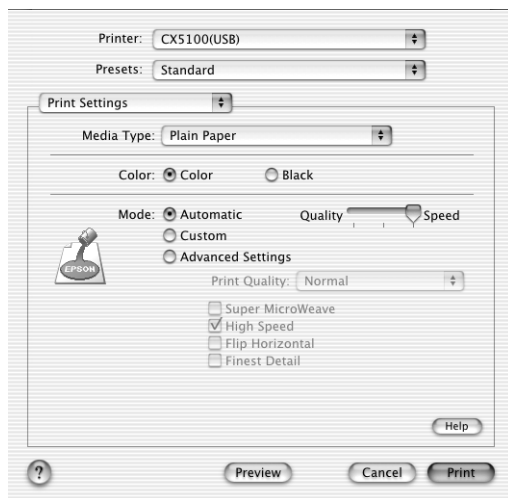 Printer: CX5100(USB)
Presets: Standard
Print Settings
Media Type: Plain Paper
Color: Color Black
Mode: Automatic Quality Speed
Custom
EPSON Advanced Settings
Print Quality: Normal
Super MicroWeave
High Speed
Flip Horizontal
Finest Detail
Help
? Preview Cancel Print